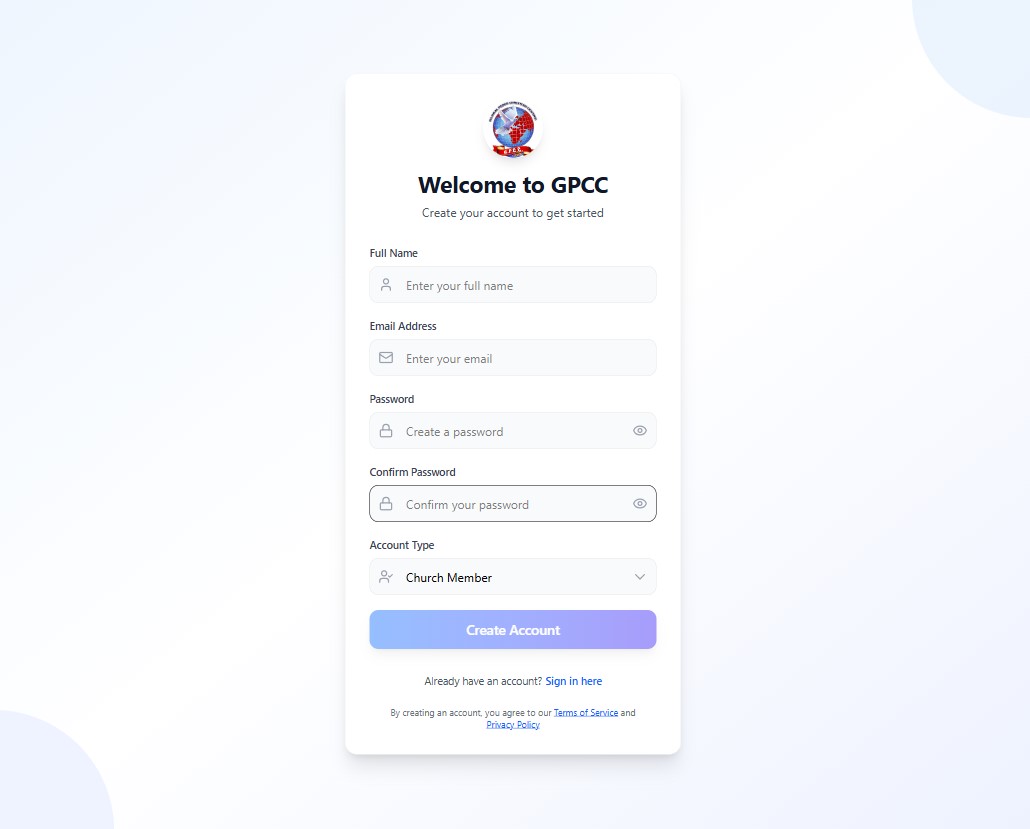 G.P.C.C.
Welcome to GPCC
Create your account to get started
Full Name
Enter your full name
Email Address
Enter your email
Password
Create a password
Confirm Password
Confirm your password
Account Type
Church Member
Create Account
Already have an account? Sign in here
By creating an account, you agree to our Terms of Service and
Privacy Policy